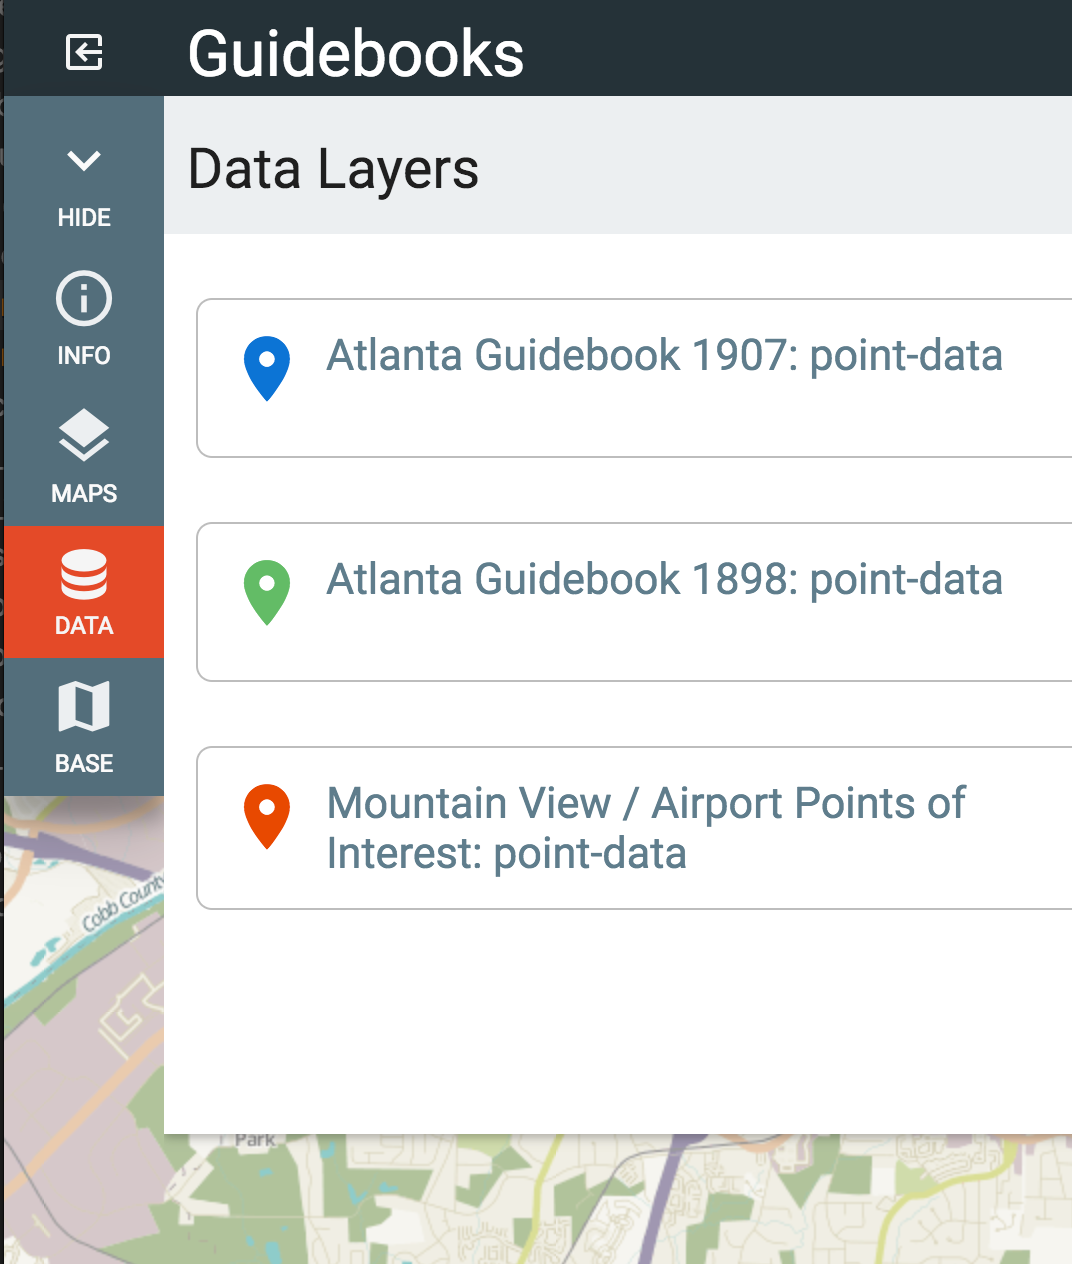 Guidebooks
Data Layers
HIDE
INFO
MAPS
DATA
BASE
Atlanta Guidebook 1907: point-data
Atlanta Guidebook 1898: point-data
Mountain View / Airport Points of
Interest: point-data
Cobb County
Park